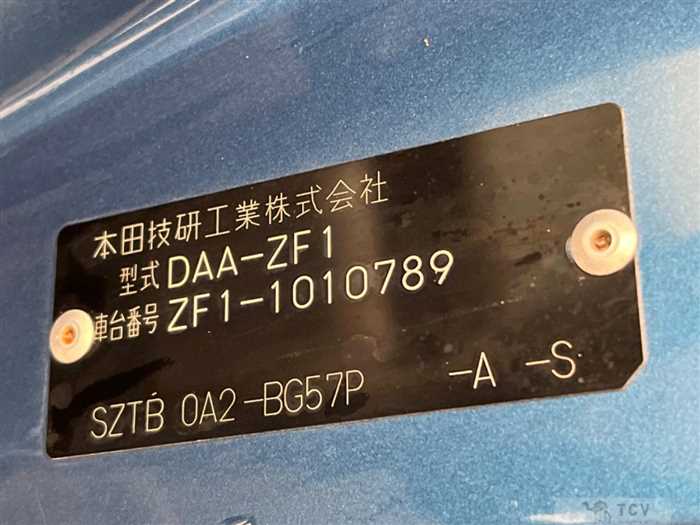 本田技研工業株式会社
型式 DAA-ZF1
車台番号 ZF1-1010789
SZTB 0A2-BG57P -A -S
TCV